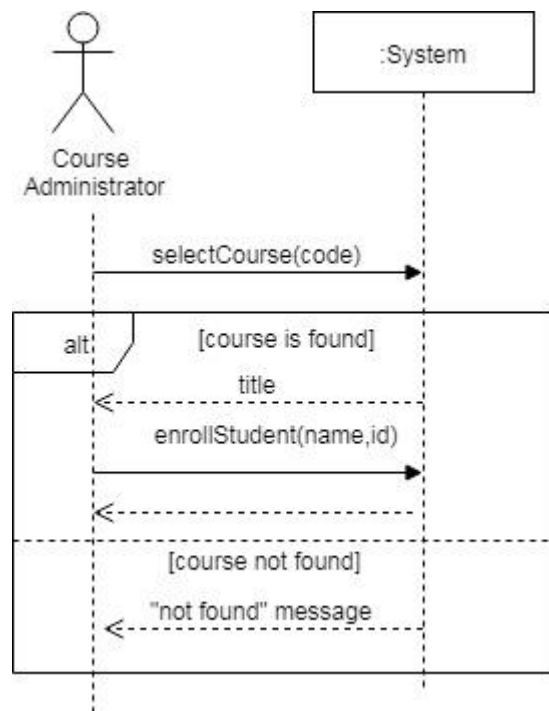 :System
Course
Administrator
selectCourse(code)
alt
[course is found]
title
enrollStudent(name,id)
[course not found]
"not found" message